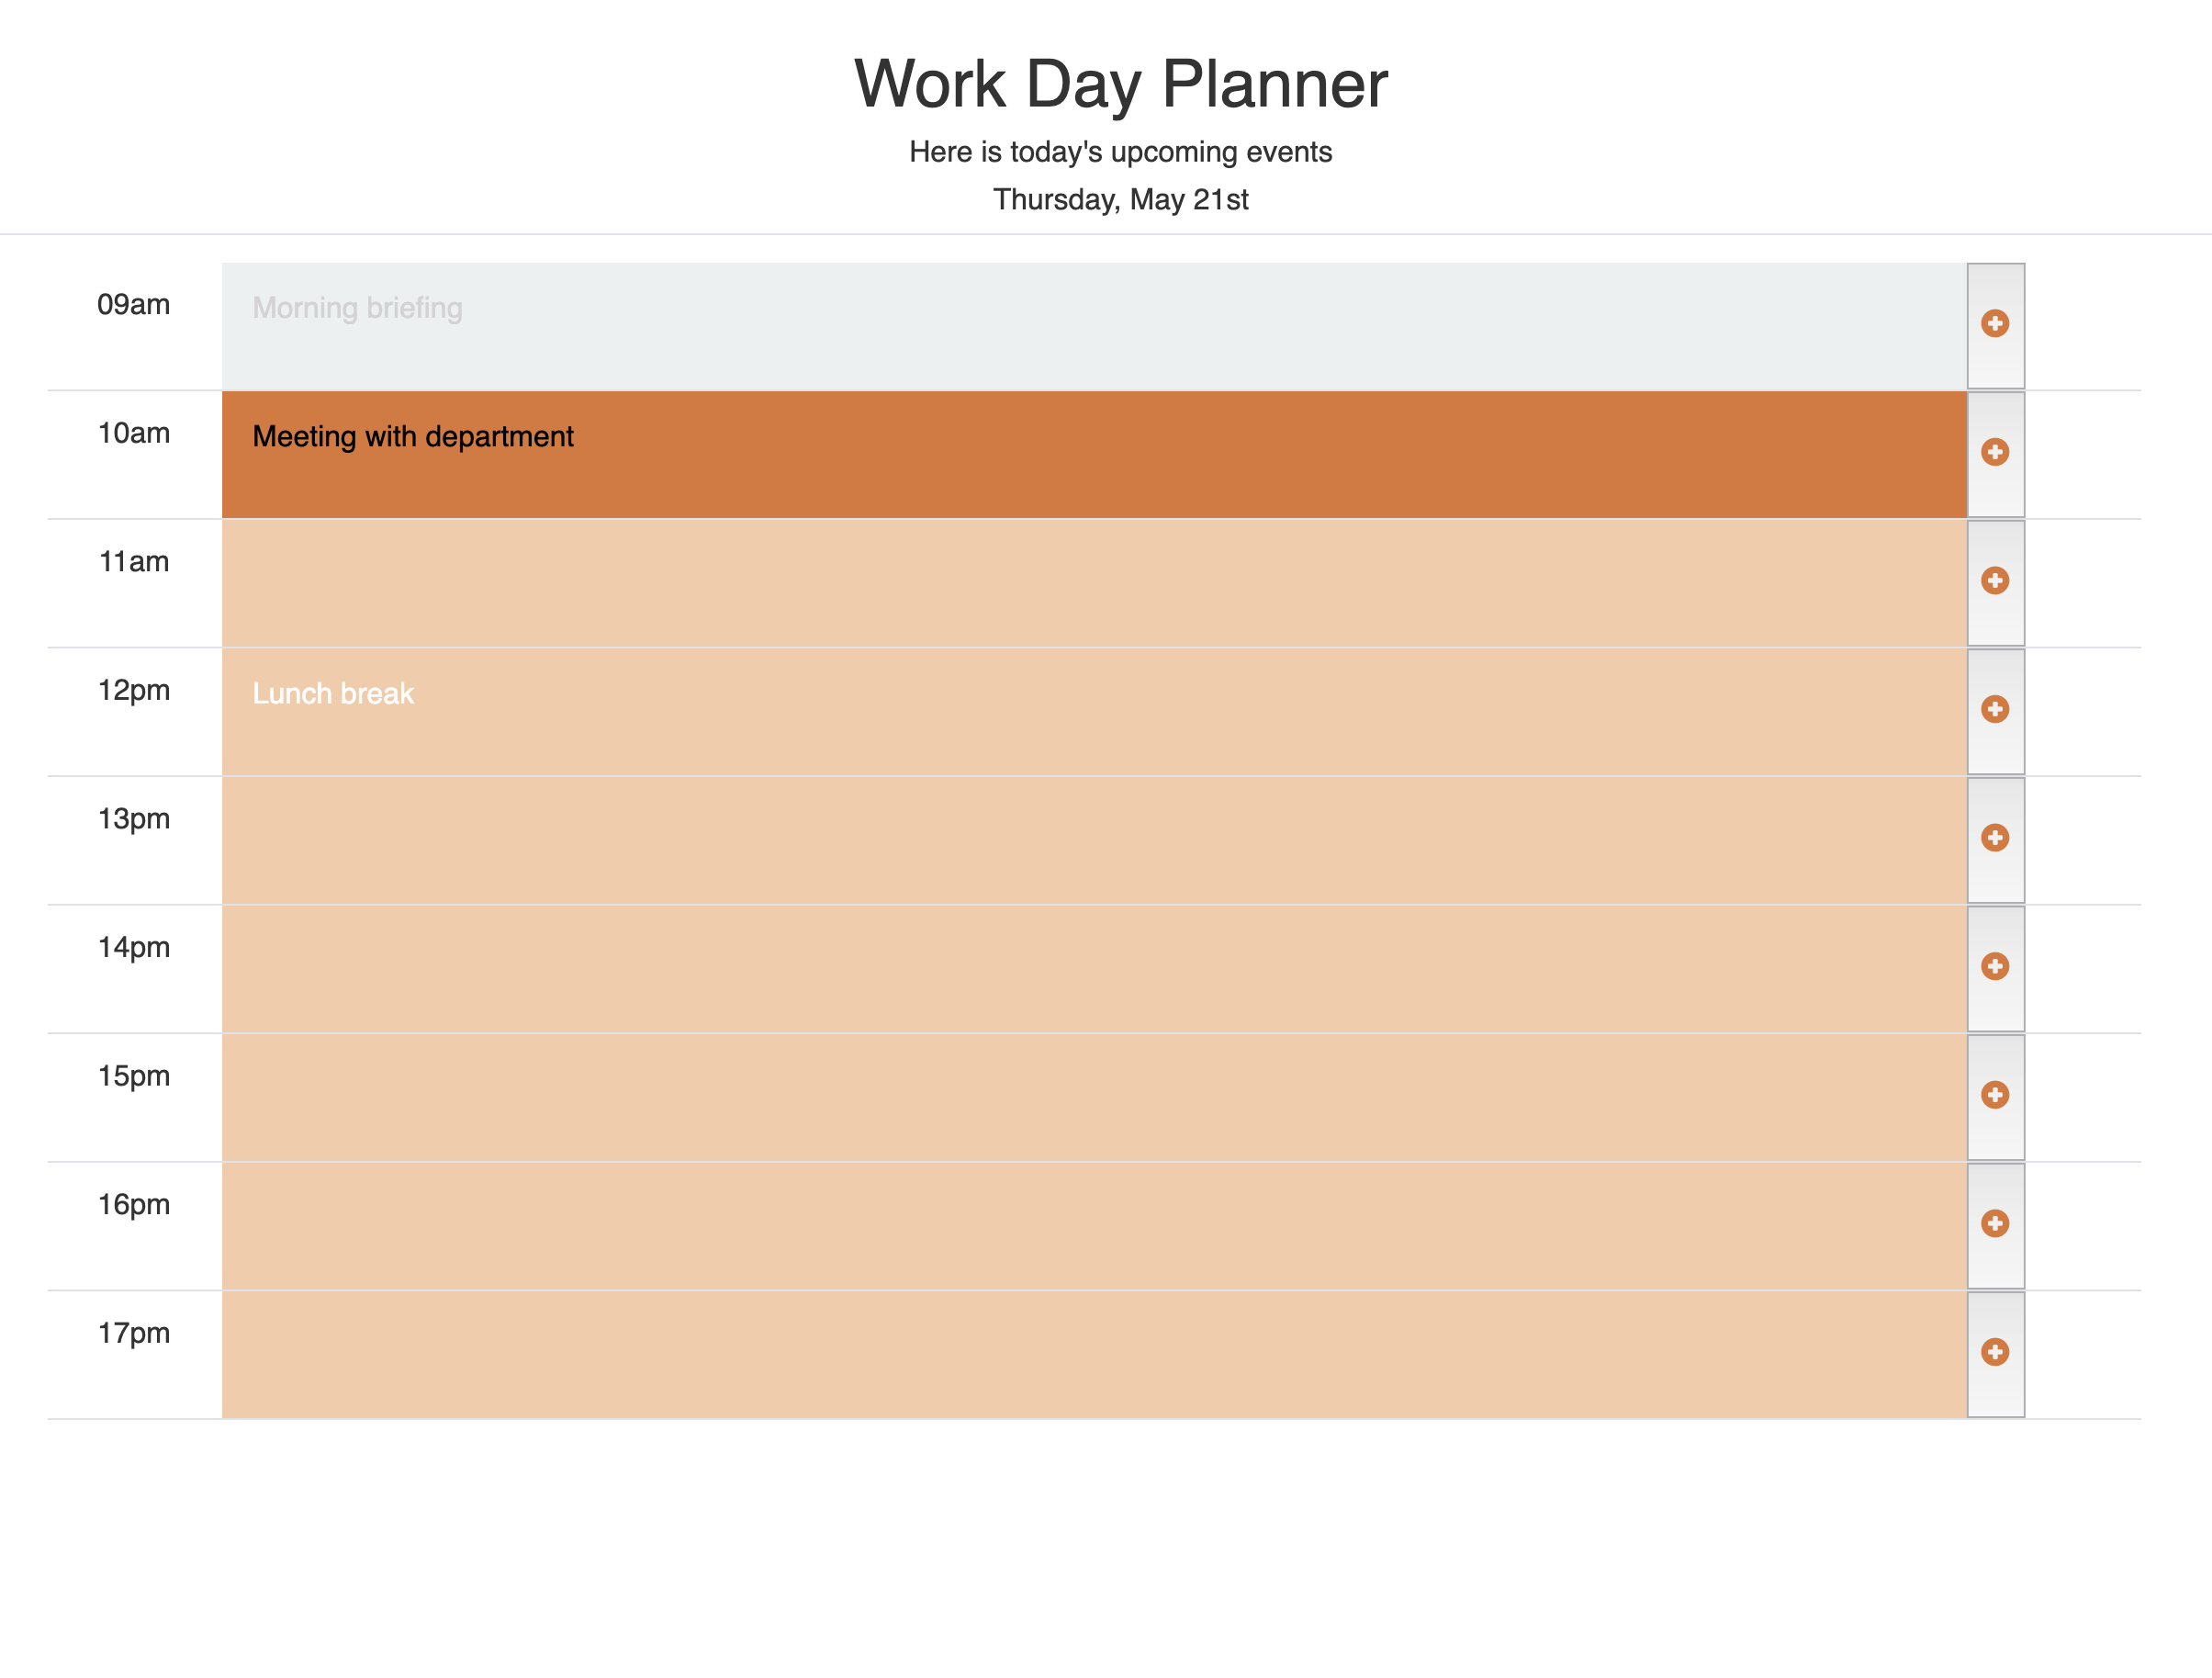 Work Day Planner
Here is today's upcoming events
Thursday, May 21st
09am Morning briefing
10am Meeting with department
11am
12pm Lunch break
13pm
14pm
15pm
16pm
17pm